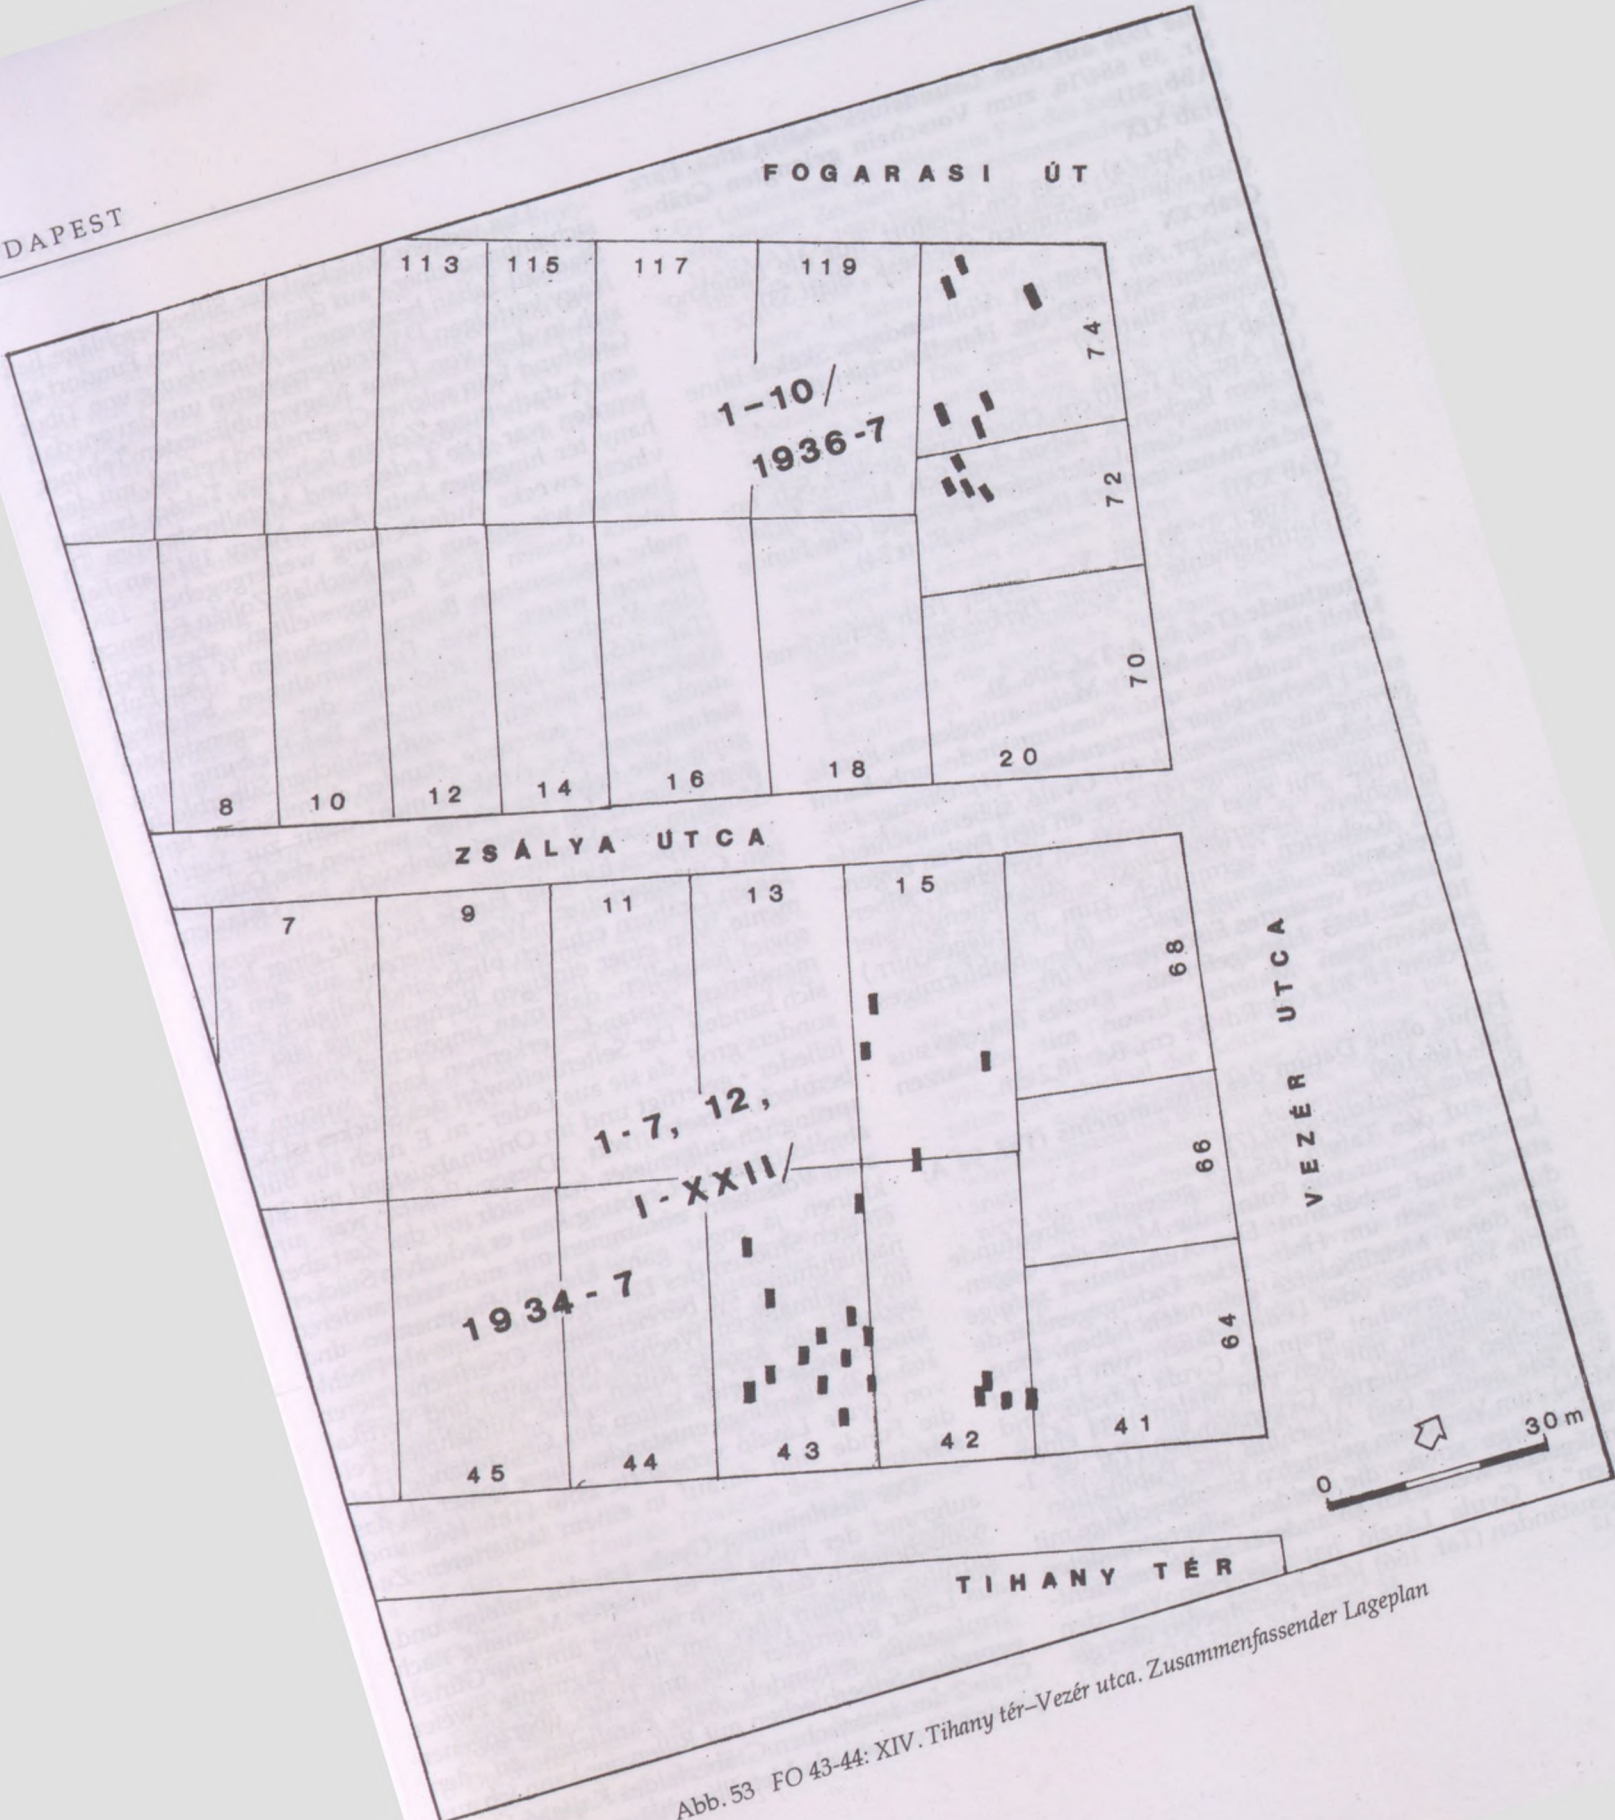 DAPEST
FOGARASI ÚT
113 115 117 119
74
1-10/
1936-7
72
70
8 10 12 14 16 18 20
ZSÁLYA UTCA
7 9 11 13 15
68
VEZÉR UTCA
1-7, 12,
I-XXII/
66
1934-7
64
45 44 43 42 41
0 30 m
TIHANY TÉR
Abb. 53 FO 43-44: XIV. Tihany tér–Vezér utca. Zusammenfassender Lageplan